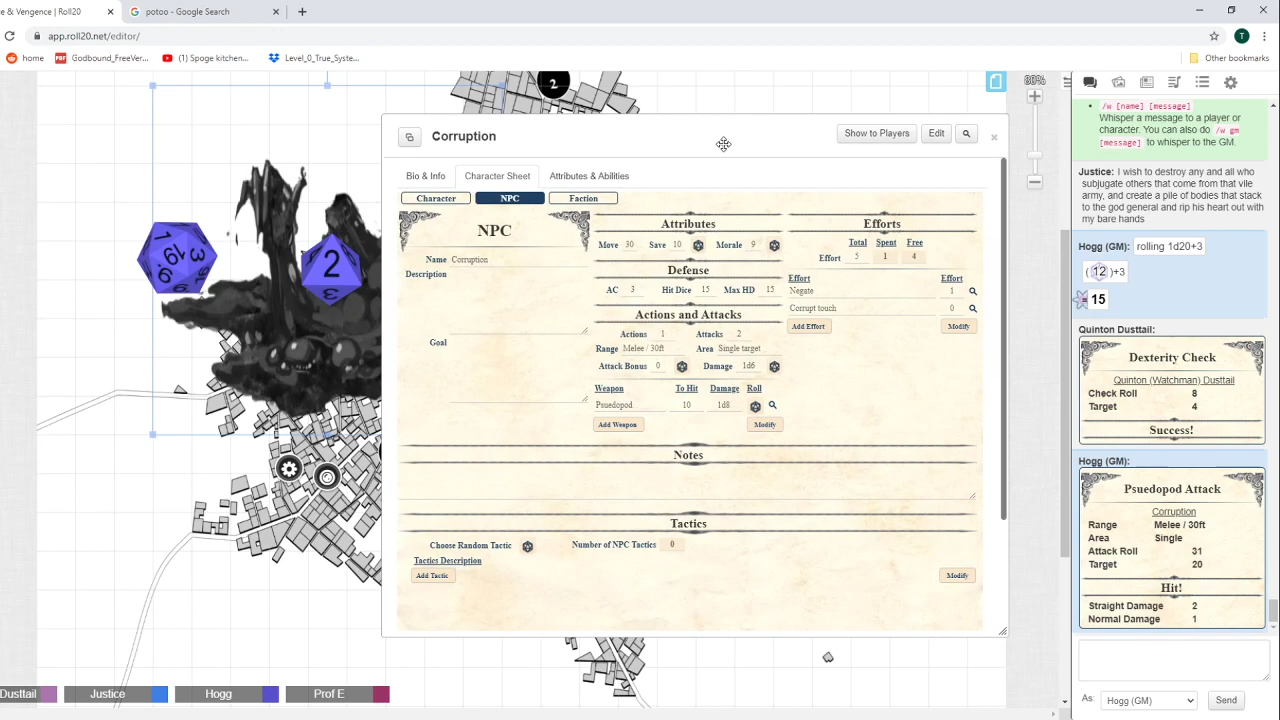 e & Vengence | Roll20
potoo - Google Search
app.roll20.net/editor/
home
Godbound_FreeVer...
(1) Spoge kitchen...
Level_0_True_Syste...
Other bookmarks
2
80%
Corruption
Show to Players
Edit
Bio & Info
Character Sheet
Attributes & Abilities
Character
NPC
Faction
NPC
Name Corruption
Description
Goal
Attributes
Move 30 Save 10 Morale 9
Defense
AC 3 Hit Dice 15 Max HD 15
Actions and Attacks
Actions 1 Attacks 2
Range Melee / 30ft Area Single target
Attack Bonus 0 Damage 1d6
Weapon To Hit Damage Roll
Psuedopod 10 1d8
Add Weapon Modify
Efforts
Total Spent Free
Effort 5 1 4
Effort Effort
Negate 1
Corrupt touch 0
Add Effort Modify
Notes
Tactics
Choose Random Tactic Number of NPC Tactics 0
Tactics Description
Add Tactic Modify
2
Dusttail
Justice
Hogg
Prof E
/w [name] [message]
Whisper a message to a player or
character. You can also do /w gm
[message] to whisper to the GM.
Justice: I wish to destroy any and all who
subjugate others that come from that vile
army, and create a pile of bodies that stack
to the god general and rip his heart out with
my bare hands
Hogg (GM): rolling 1d20+3
(12)+3
15
Quinton Dusttail:
Dexterity Check
Quinton (Watchman) Dusttail
Check Roll 8
Target 4
Success!
Hogg (GM):
Psuedopod Attack
Corruption
Range Melee / 30ft
Area Single
Attack Roll 31
Target 20
Hit!
Straight Damage 2
Normal Damage 1
As: Hogg (GM) Send